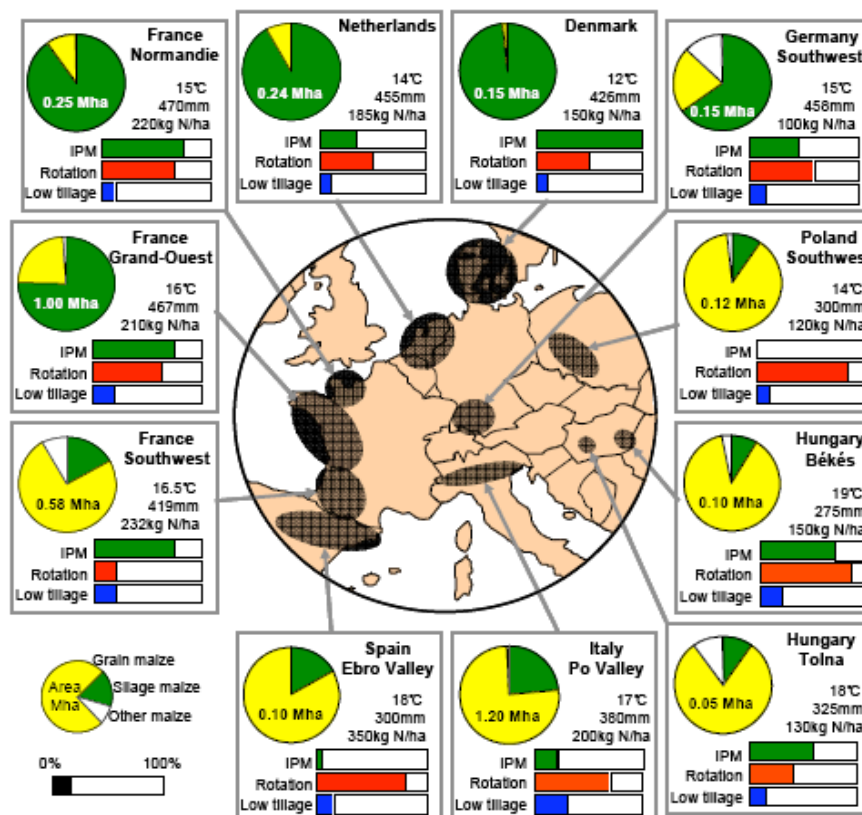 France
Normandie
0.25 Mha
15℃
470mm
220kg N/ha
IPM
Rotation
Low tillage
Netherlands
0.24 Mha
14℃
455mm
185kg N/ha
IPM
Rotation
Low tillage
Denmark
0.15 Mha
12℃
426mm
150kg N/ha
IPM
Rotation
Low tillage
Germany
Southwest
0.15 Mha
15℃
458mm
100kg N/ha
IPM
Rotation
Low tillage
France
Grand-Ouest
1.00 Mha
16℃
467mm
210kg N/ha
IPM
Rotation
Low tillage
Poland
Southwest
0.12 Mha
14℃
300mm
120kg N/ha
IPM
Rotation
Low tillage
France
Southwest
0.58 Mha
16.5℃
419mm
232kg N/ha
IPM
Rotation
Low tillage
Hungary
Békés
0.10 Mha
19℃
275mm
150kg N/ha
IPM
Rotation
Low tillage
Grain maize
Silage maize
Other maize
Area
Mha
0%
100%
Spain
Ebro Valley
0.10 Mha
18℃
300mm
350kg N/ha
IPM
Rotation
Low tillage
Italy
Po Valley
1.20 Mha
17℃
380mm
200kg N/ha
IPM
Rotation
Low tillage
Hungary
Tolna
0.05 Mha
18℃
325mm
130kg N/ha
IPM
Rotation
Low tillage